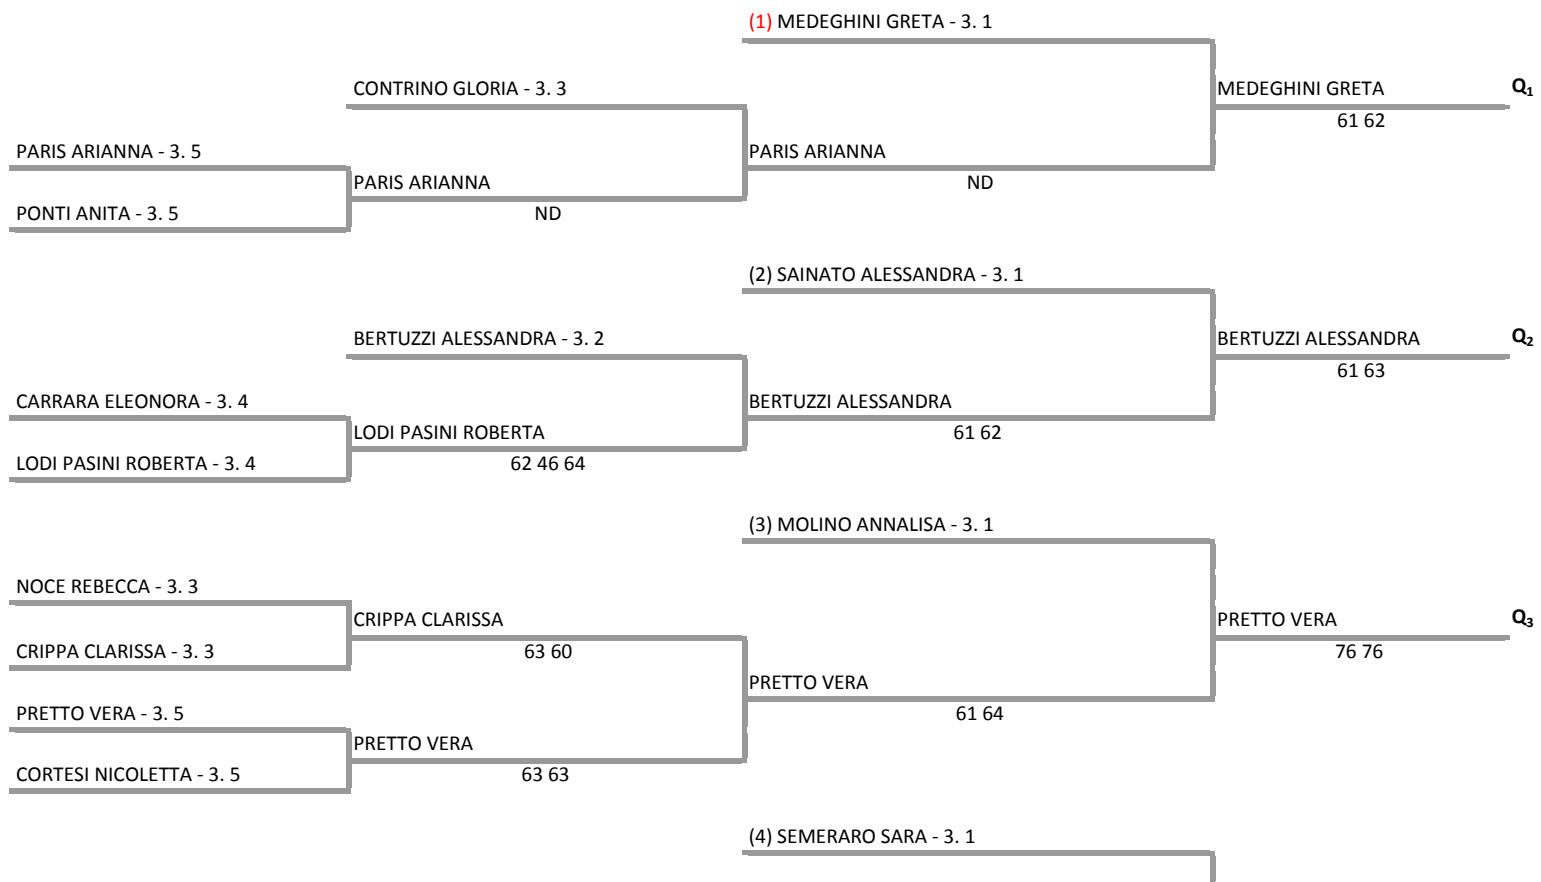 (1) MEDEGHINI GRETA - 3. 1
CONTRINO GLORIA - 3. 3
MEDEGHINI GRETA
Q₁
61 62
PARIS ARIANNA - 3. 5
PARIS ARIANNA
PARIS ARIANNA
ND
ND
PONTI ANITA - 3. 5
(2) SAINATO ALESSANDRA - 3. 1
BERTUZZI ALESSANDRA - 3. 2
BERTUZZI ALESSANDRA
Q₂
61 63
CARRARA ELEONORA - 3. 4
BERTUZZI ALESSANDRA
LODI PASINI ROBERTA
61 62
LODI PASINI ROBERTA - 3. 4
62 46 64
(3) MOLINO ANNALISA - 3. 1
NOCE REBECCA - 3. 3
CRIPPA CLARISSA
PRETTO VERA
Q₃
CRIPPA CLARISSA - 3. 3
63 60
76 76
PRETTO VERA
PRETTO VERA - 3. 5
61 64
PRETTO VERA
CORTESI NICOLETTA - 3. 5
63 63
(4) SEMERARO SARA - 3. 1